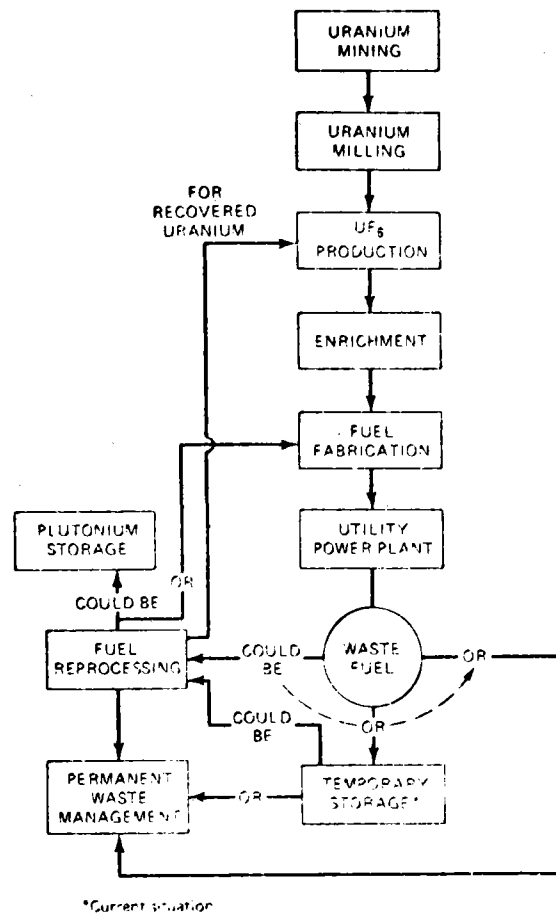 URANIUM
MINING
URANIUM
MILLING
FOR
RECOVERED
URANIUM
UF₆
PRODUCTION
ENRICHMENT
FUEL
FABRICATION
PLUTONIUM
STORAGE
UTILITY
POWER PLANT
OR
COULD BE
FUEL
REPROCESSING
COULD
BE
WASTE
FUEL
OR
OR
COULD
BE
PERMANENT
WASTE
MANAGEMENT
OR
TEMPORARY
STORAGE*
*Current situation